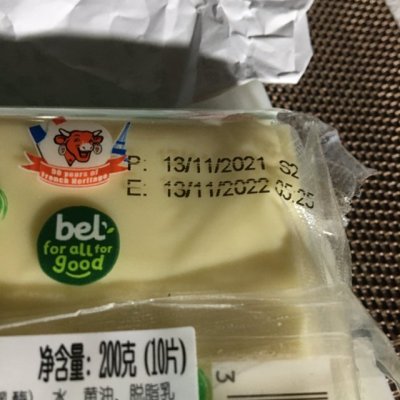 90 years of
French Heritage
P: 13/11/2021 S2
E: 13/11/2022 05:25
bel
for all for
good
净含量: 200克 (10片)
水、黄油、脱脂乳
3